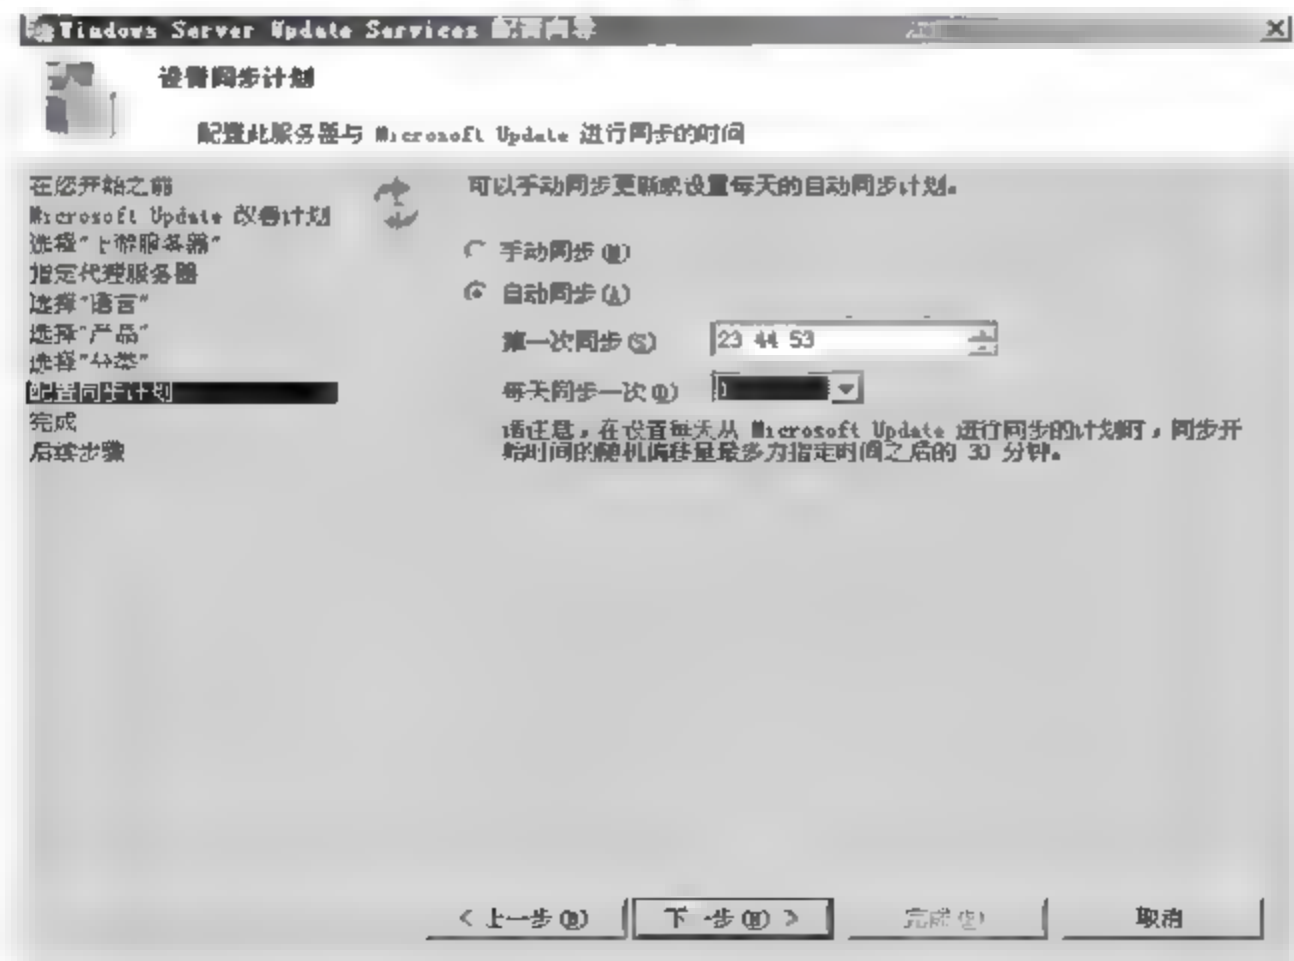 Windows Server Update Services 配置向导
设置同步计划
配置此服务器与 Microsoft Update 进行同步的时间
在您开始之前
Microsoft Update 改善计划
选择"上游服务器"
指定代理服务器
选择"语言"
选择"产品"
选择"分类"
配置同步计划
完成
后续步骤
可以手动同步更新或设置每天的自动同步计划。
手动同步(M)
自动同步(A)
第一次同步(S)
23 44 53
每天同步一次(D)
1
请注意，在设置每天从 Microsoft Update 进行同步的计划时，同步开
始时间的随机偏移量最多为指定时间之后的 30 分钟。
< 上一步(B)
下一步(N) >
完成(F)
取消